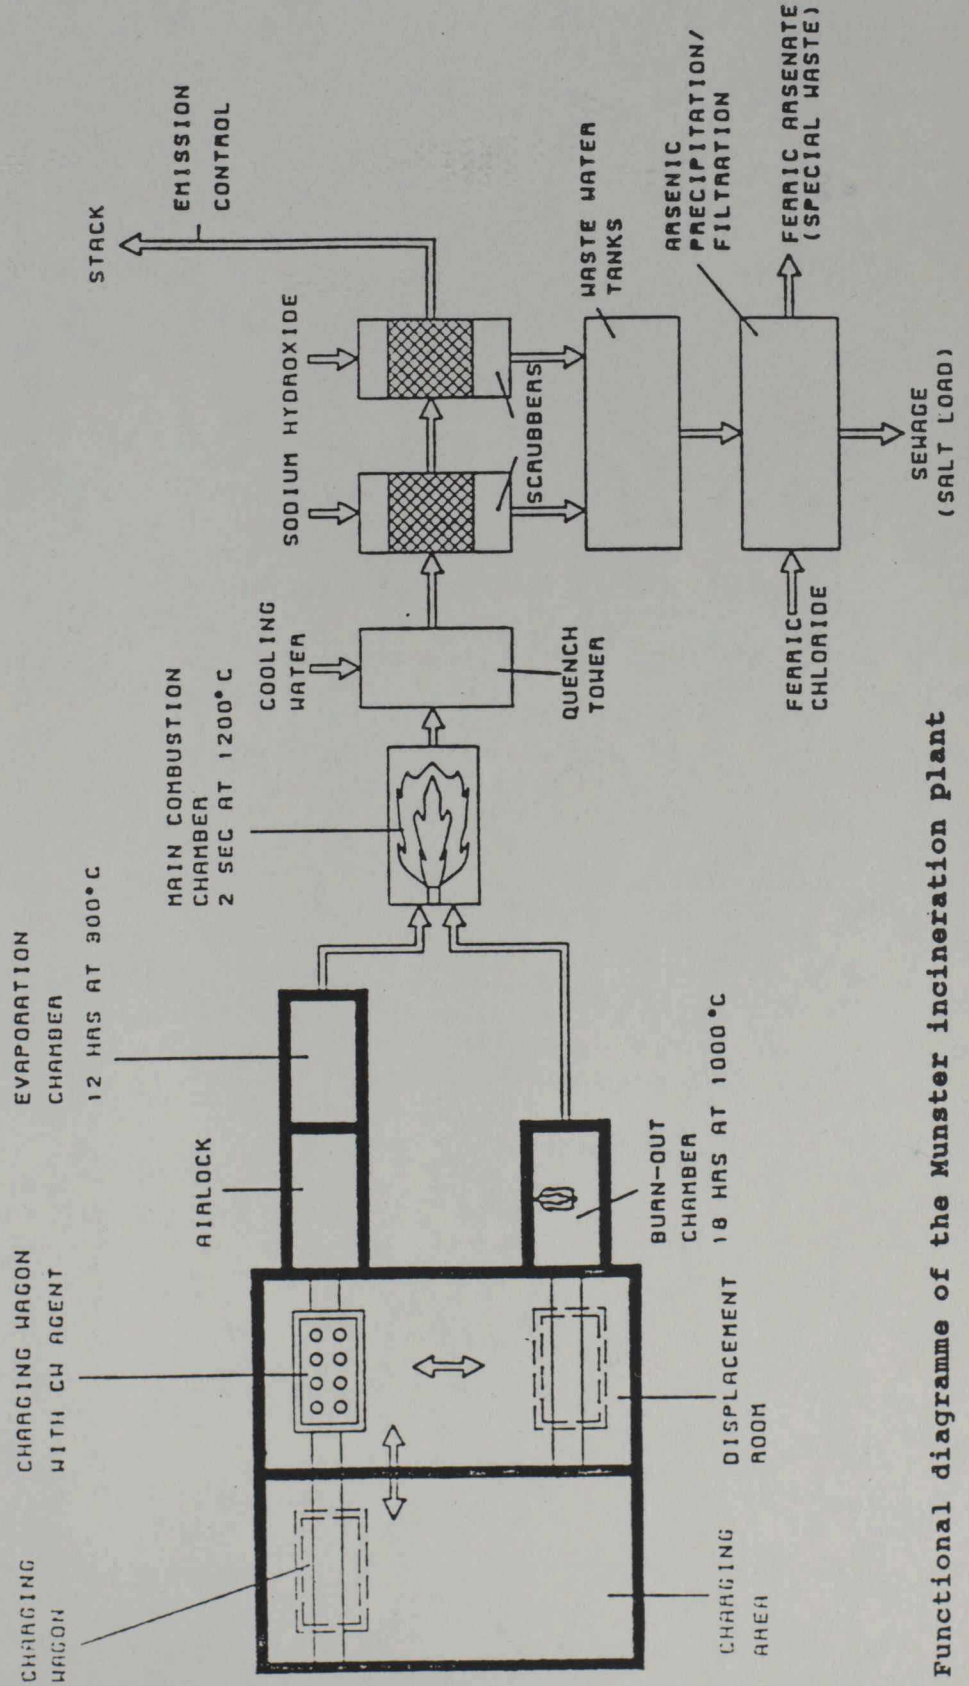 CHARGING
WAGON
CHARGING WAGON
WITH CW AGENT
EVAPORATION
CHAMBER
12 HRS AT 300°C
AIRLOCK
MAIN COMBUSTION
CHAMBER
2 SEC AT 1200°C
COOLING
WATER
SODIUM HYDROXIDE
STACK
EMISSION
CONTROL
SCRUBBERS
QUENCH
TOWER
WASTE WATER
TANKS
ARSENIC
PRECIPITATION/
FILTRATION
FERRIC ARSENATE
(SPECIAL WASTE)
FERRIC
CHLORIDE
SEWAGE
(SALT LOAD)
BURN-OUT
CHAMBER
18 HRS AT 1000°C
DISPLACEMENT
ROOM
CHARGING
AREA
Functional diagramme of the Munster incineration plant